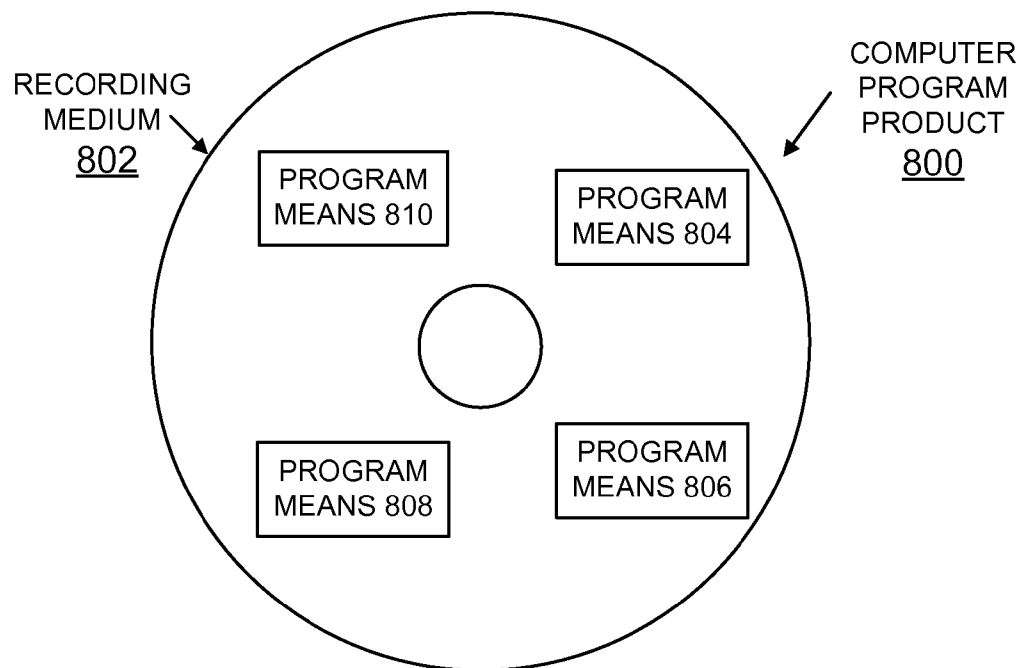 RECORDING
MEDIUM
802
COMPUTER
PROGRAM
PRODUCT
800
PROGRAM
MEANS 810
PROGRAM
MEANS 804
PROGRAM
MEANS 808
PROGRAM
MEANS 806